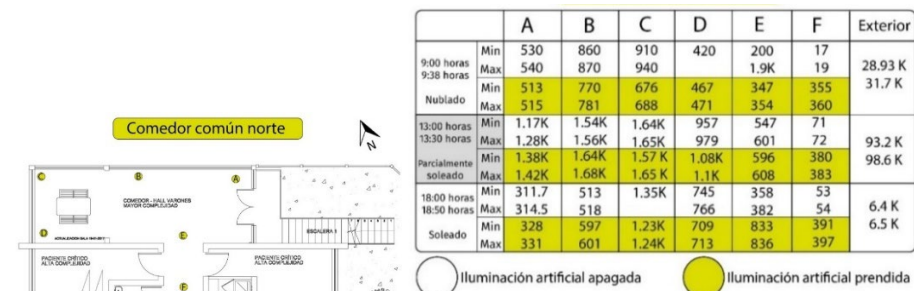 Comedor común norte
N
C
B
A
COMEDOR - HALL VARONES
MAYOR COMPLEJIDAD
D
E
ESCALERA 1
PACIENTE CRÍTICO
ALTA COMPLEJIDAD
PACIENTE CRÍTICO
ALTA COMPLEJIDAD
F
A B C D E F Exterior
9:00 horas
9:38 horas
Nublado
Min 530 860 910 420 200 17
Max 540 870 940 1.9K 19
Min 513 770 676 467 347 355
Max 515 781 688 471 354 360
28.93 K
31.7 K
13:00 horas
13:30 horas
Parcialmente
soleado
Min 1.17K 1.54K 1.64K 957 547 71
Max 1.28K 1.56K 1.65K 979 601 72
Min 1.38K 1.64K 1.57 K 1.08K 596 380
Max 1.42K 1.68K 1.65 K 1.1K 608 383
93.2 K
98.6 K
18:00 horas
18:50 horas
Soleado
Min 311.7 513 1.35K 745 358 53
Max 314.5 518 766 382 54
Min 328 597 1.23K 709 833 391
Max 331 601 1.24K 713 836 397
6.4 K
6.5 K
Iluminación artificial apagada
Iluminación artificial prendida